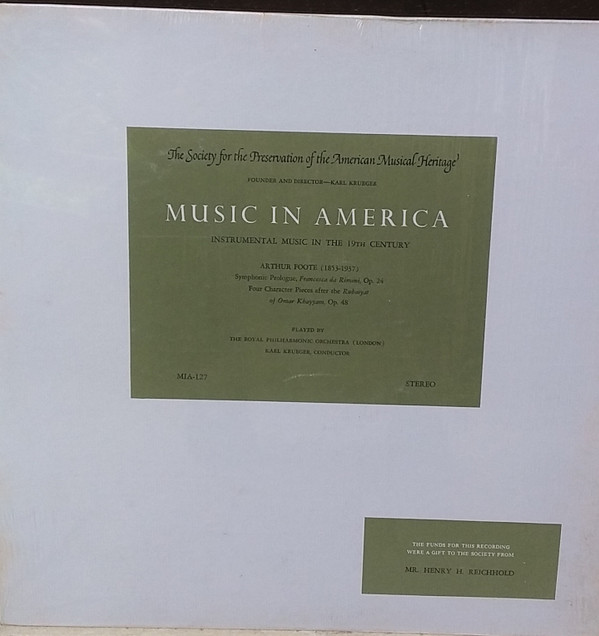 The Society for the Preservation of the American Musical Heritage
FOUNDER AND DIRECTOR—KARL KRUEGER
MUSIC IN AMERICA
INSTRUMENTAL MUSIC IN THE 19TH CENTURY
ARTHUR FOOTE (1853-1937)
Symphonic Prologue, Francesca da Rimini, Op. 24
Four Character Pieces after the Rubaiyat
of Omar Khayyam, Op. 48
PLAYED BY
THE ROYAL PHILHARMONIC ORCHESTRA (LONDON)
KARL KRUEGER, CONDUCTOR
MIA-127
STEREO
THE FUNDS FOR THIS RECORDING
WERE A GIFT TO THE SOCIETY FROM
MR. HENRY H. REICHHOLD